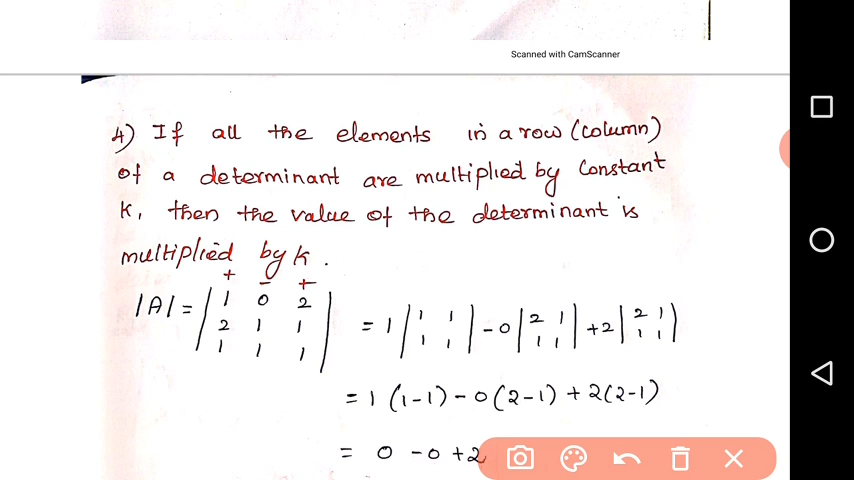 Scanned with CamScanner
4) If all the elements in a row (column)
of a determinant are multiplied by constant
K, then the value of the determinant is
multiplied by K.
+ - +
|A| = | 1 0 2 | = 1 | 1 1 | - 0 | 2 1 | + 2 | 2 1 |
2 1 1 1 1 1 1 1 1
1 1 1
= 1 (1-1) - 0 (2-1) + 2(2-1)
= 0 - 0 + 2